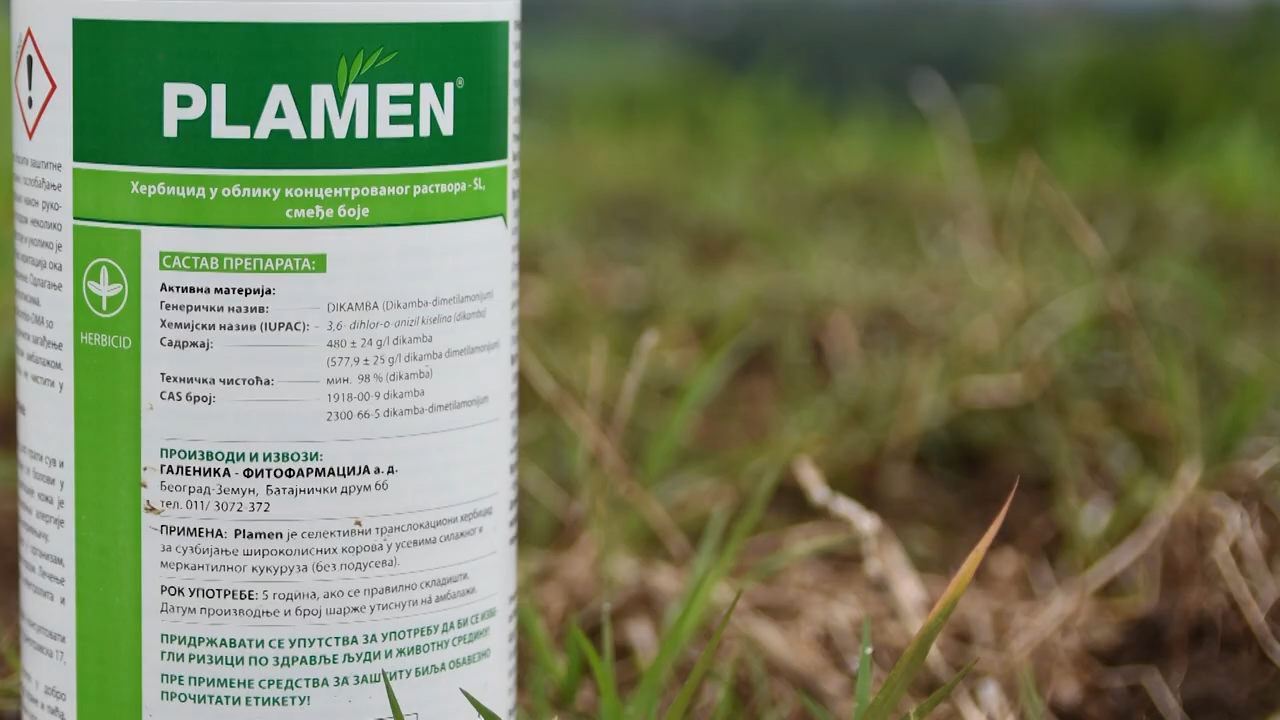 PLAMEN®
Хербицид у облику концентрованог раствора - SL,
смеђе боје
HERBICID
САСТАВ ПРЕПАРАТА:
Активна материја:
Генерички назив: DIKAMBA (Dikamba-dimetilamonijum)
Хемијски назив (IUPAC): - 3,6- dihlor-o-anizil kiselina (dikamba)
Садржај: 480 ± 24 g/l dikamba
(577,9 ± 25 g/l dikamba dimetilamonijum)
Техничка чистоћа: мин. 98 % (dikamba)
CAS број: 1918-00-9 dikamba
2300-66-5 dikamba-dimetilamonijum
ПРОИЗВОДИ И ИЗВОЗИ:
ГАЛЕНИКА - ФИТОФАРМАЦИЈА а. д.
Београд-Земун, Батајнички друм бб
тел. 011/ 3072-372
ПРИМЕНА: Plamen је селективни транслокациони хербицид
за сузбијање широколисних корова у усевима силажног и
меркантилног кукуруза (без подусева).
РОК УПОТРЕБЕ: 5 година, ако се правилно складишти.
Датум производње и број шарже утиснути на амбалажи.
ПРИДРЖАВАТИ СЕ УПУТСТВА ЗА УПОТРЕБУ ДА БИ СЕ ИЗБЕ
ГЛИ РИЗИЦИ ПО ЗДРАВЉЕ ЉУДИ И ЖИВОТНУ СРЕДИНУ!
ПРЕ ПРИМЕНЕ СРЕДСТВА ЗА ЗАШТИТУ БИЉА ОБАВЕЗНО
ПРОЧИТАТИ ЕТИКЕТУ!